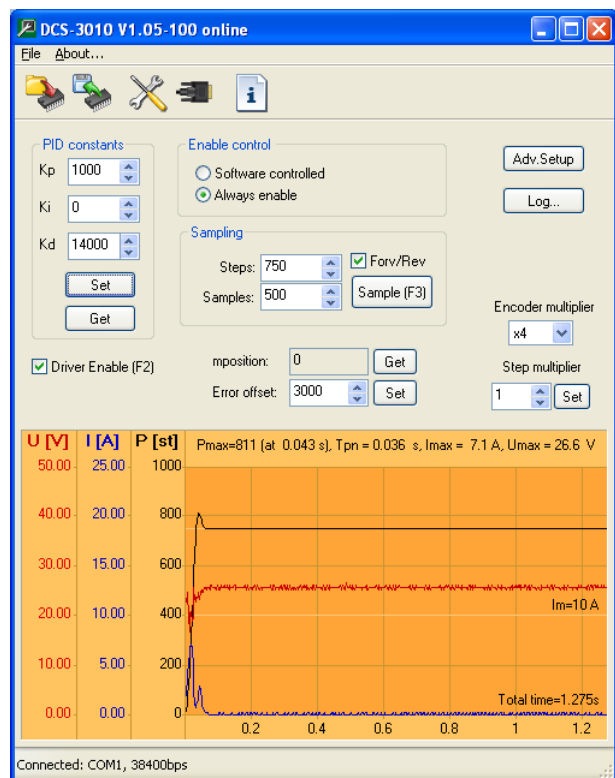 DCS-3010 V1.05-100 online
File About...
i
PID constants
Kp 1000
Ki 0
Kd 14000
Set
Get
Enable control
Software controlled
Always enable
Adv.Setup
Log...
Sampling
Steps: 750
Forv/Rev
Samples: 500
Sample (F3)
Encoder multiplier
x4
Driver Enable (F2)
mposition: 0 Get
Error offset: 3000 Set
Step multiplier
1 Set
U [V] I [A] P [st] Pmax=811 (at 0.043 s), Tpn = 0.036 s, Imax = 7.1 A, Umax = 26.6 V
50.00 25.00 1000
40.00 20.00 800
30.00 15.00 600
20.00 10.00 400
Im=10 A
10.00 5.00 200
Total time=1.275s
0.00 0.00 0
0.2 0.4 0.6 0.8 1 1.2
Connected: COM1, 38400bps